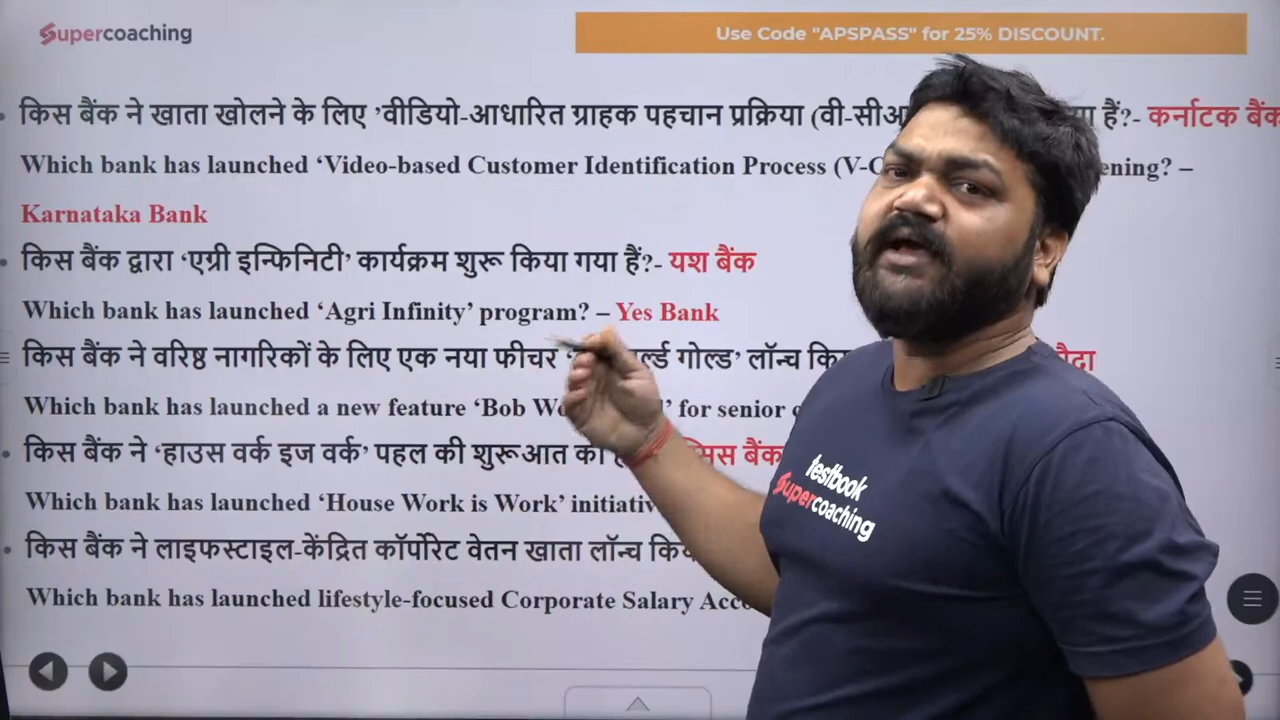 Supercoaching
Use Code "APSPASS" for 25% DISCOUNT.
किस बैंक ने खाता खोलने के लिए 'वीडियो-आधारित ग्राहक पहचान प्रक्रिया (वी-सीआ हैं?- कर्नाटक बैंक
Which bank has launched ‘Video-based Customer Identification Process (V-C ening? –
Karnataka Bank
किस बैंक द्वारा ‘एग्री इन्फिनिटी’ कार्यक्रम शुरू किया गया हैं?- यश बैंक
Which bank has launched ‘Agri Infinity’ program? – Yes Bank
किस बैंक ने वरिष्ठ नागरिकों के लिए एक नया फीचर ‘ र्ल्ड गोल्ड’ लॉन्च कि
Which bank has launched a new feature ‘Bob Wo ’ for senior
किस बैंक ने ‘हाउस वर्क इज वर्क’ पहल की शुरूआत की सिस बैंक
Which bank has launched ‘House Work is Work’ initiativ
किस बैंक ने लाइफस्टाइल-केंद्रित कॉर्पोरेट वेतन खाता लॉन्च
Which bank has launched lifestyle-focused Corporate Salary Acco
testbook
Supercoaching